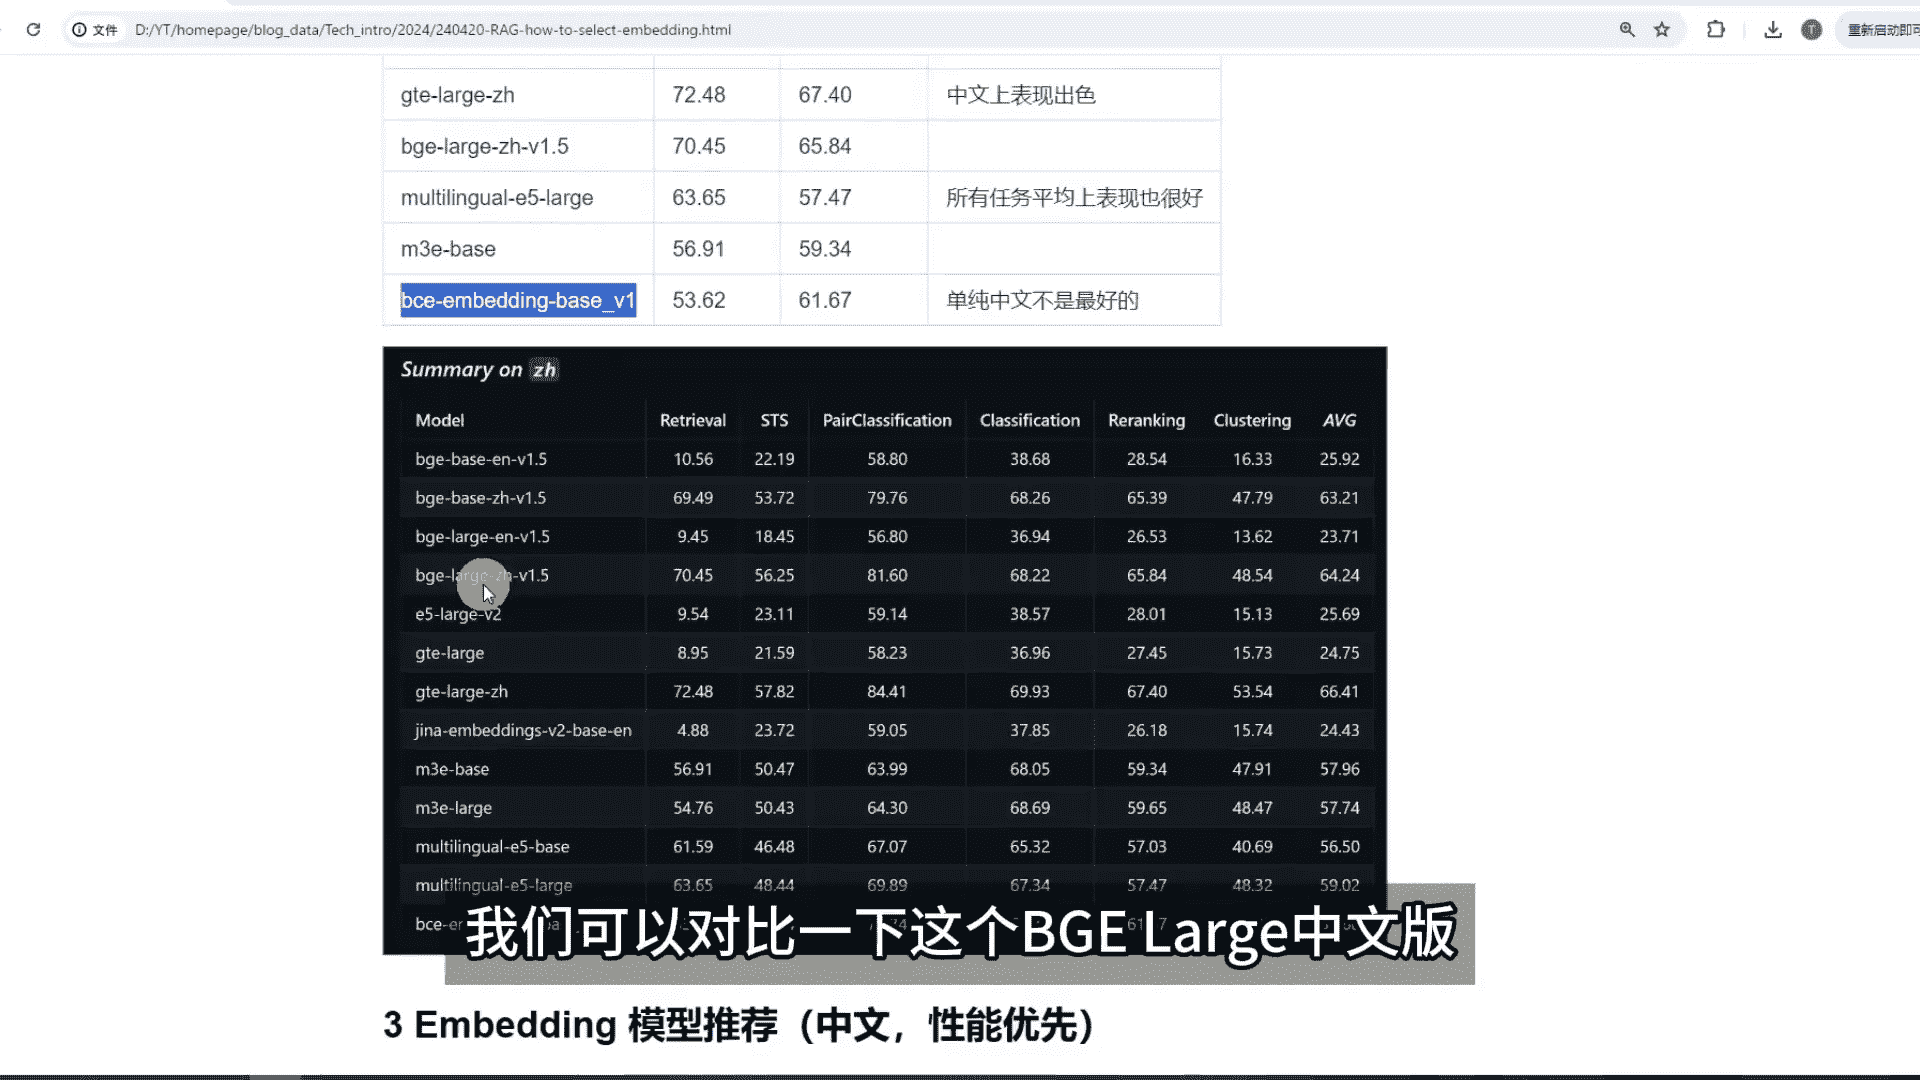 文件 D:/YT/homepage/blog_data/Tech_intro/2024/240420-RAG-how-to-select-embedding.html
gte-large-zh 72.48 67.40 中文上表现出色
bge-large-zh-v1.5 70.45 65.84
multilingual-e5-large 63.65 57.47 所有任务平均上表现也很好
m3e-base 56.91 59.34
bce-embedding-base_v1 53.62 61.67 单纯中文不是最好的
Summary on zh
Model Retrieval STS PairClassification Classification Reranking Clustering AVG
bge-base-en-v1.5 10.56 22.19 58.80 38.68 28.54 16.33 25.92
bge-base-zh-v1.5 69.49 53.72 79.76 68.26 65.39 47.79 63.21
bge-large-en-v1.5 9.45 18.45 56.80 36.94 26.53 13.62 23.71
bge-large-zh-v1.5 70.45 56.25 81.60 68.22 65.84 48.54 64.24
e5-large-v2 9.54 23.11 59.14 38.57 28.01 15.13 25.69
gte-large 8.95 21.59 58.23 36.96 27.45 15.73 24.75
gte-large-zh 72.48 57.82 84.41 69.93 67.40 53.54 66.41
jina-embeddings-v2-base-en 4.88 23.72 59.05 37.85 26.18 15.74 24.43
m3e-base 56.91 50.47 63.99 68.05 59.34 47.91 57.96
m3e-large 54.76 50.43 64.30 68.69 59.65 48.47 57.74
multilingual-e5-base 61.59 46.48 67.07 65.32 57.03 40.69 56.50
multilingual-e5-large 63.65 48.44 69.89 67.34 57.47 48.32 59.02
我们可以对比一下这个BGE Large中文版
3 Embedding 模型推荐（中文，性能优先）